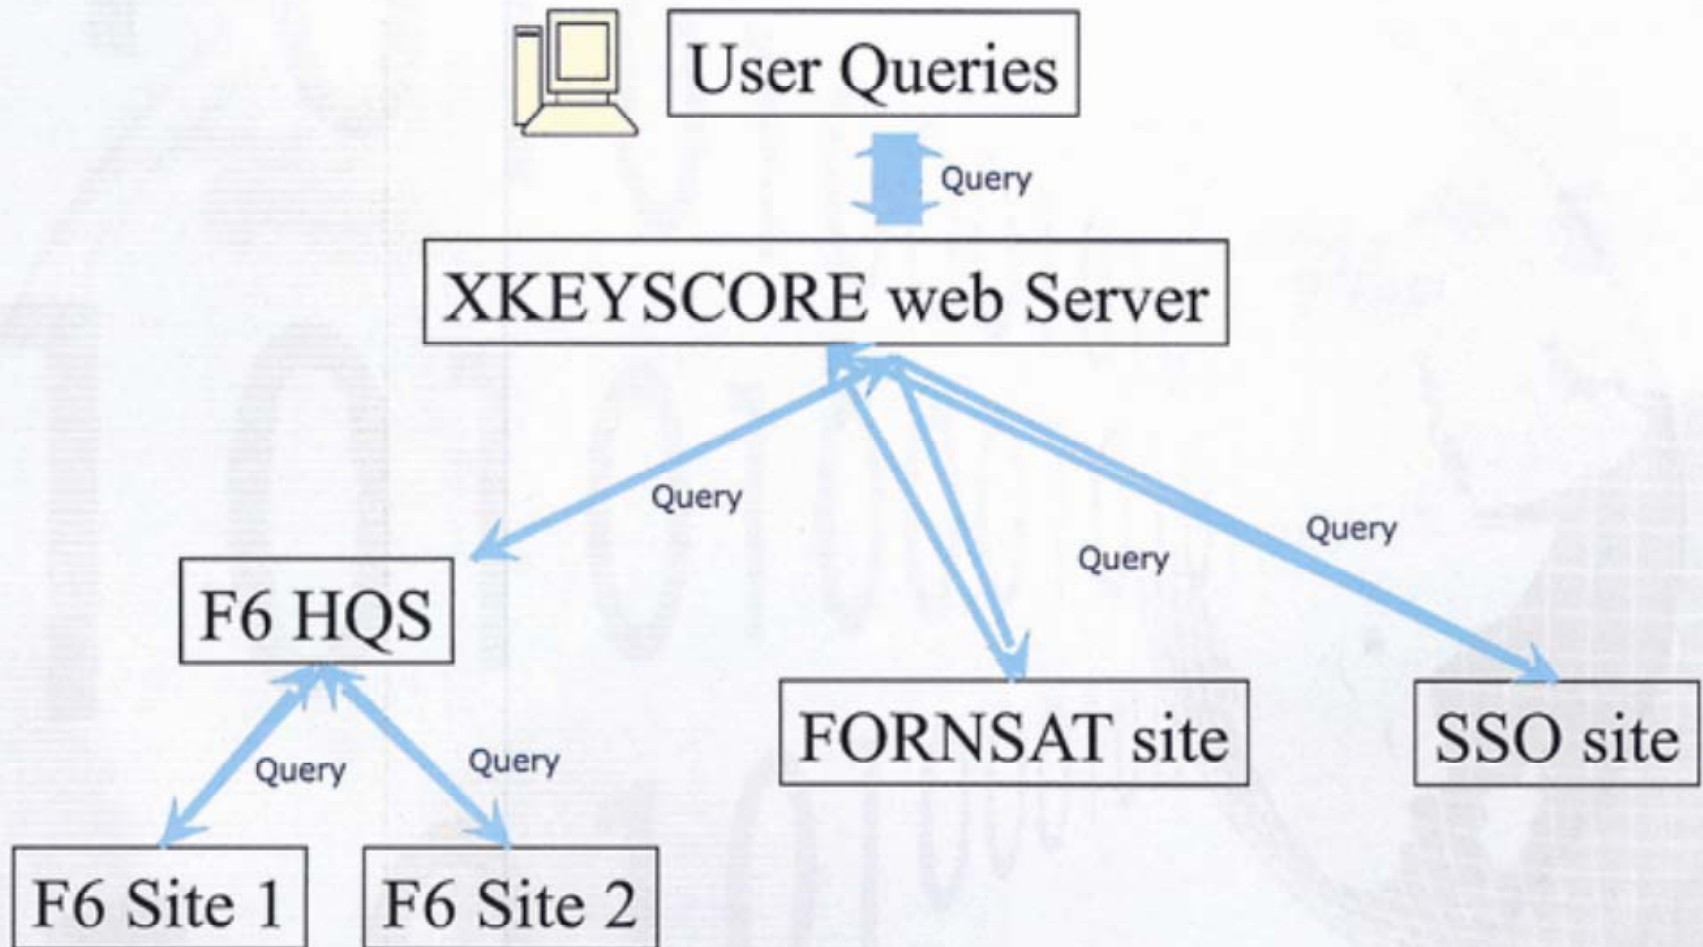 User Queries
Query
XKEYSCORE web Server
Query
Query
Query
F6 HQS
FORNSAT site
SSO site
Query
Query
F6 Site 1
F6 Site 2